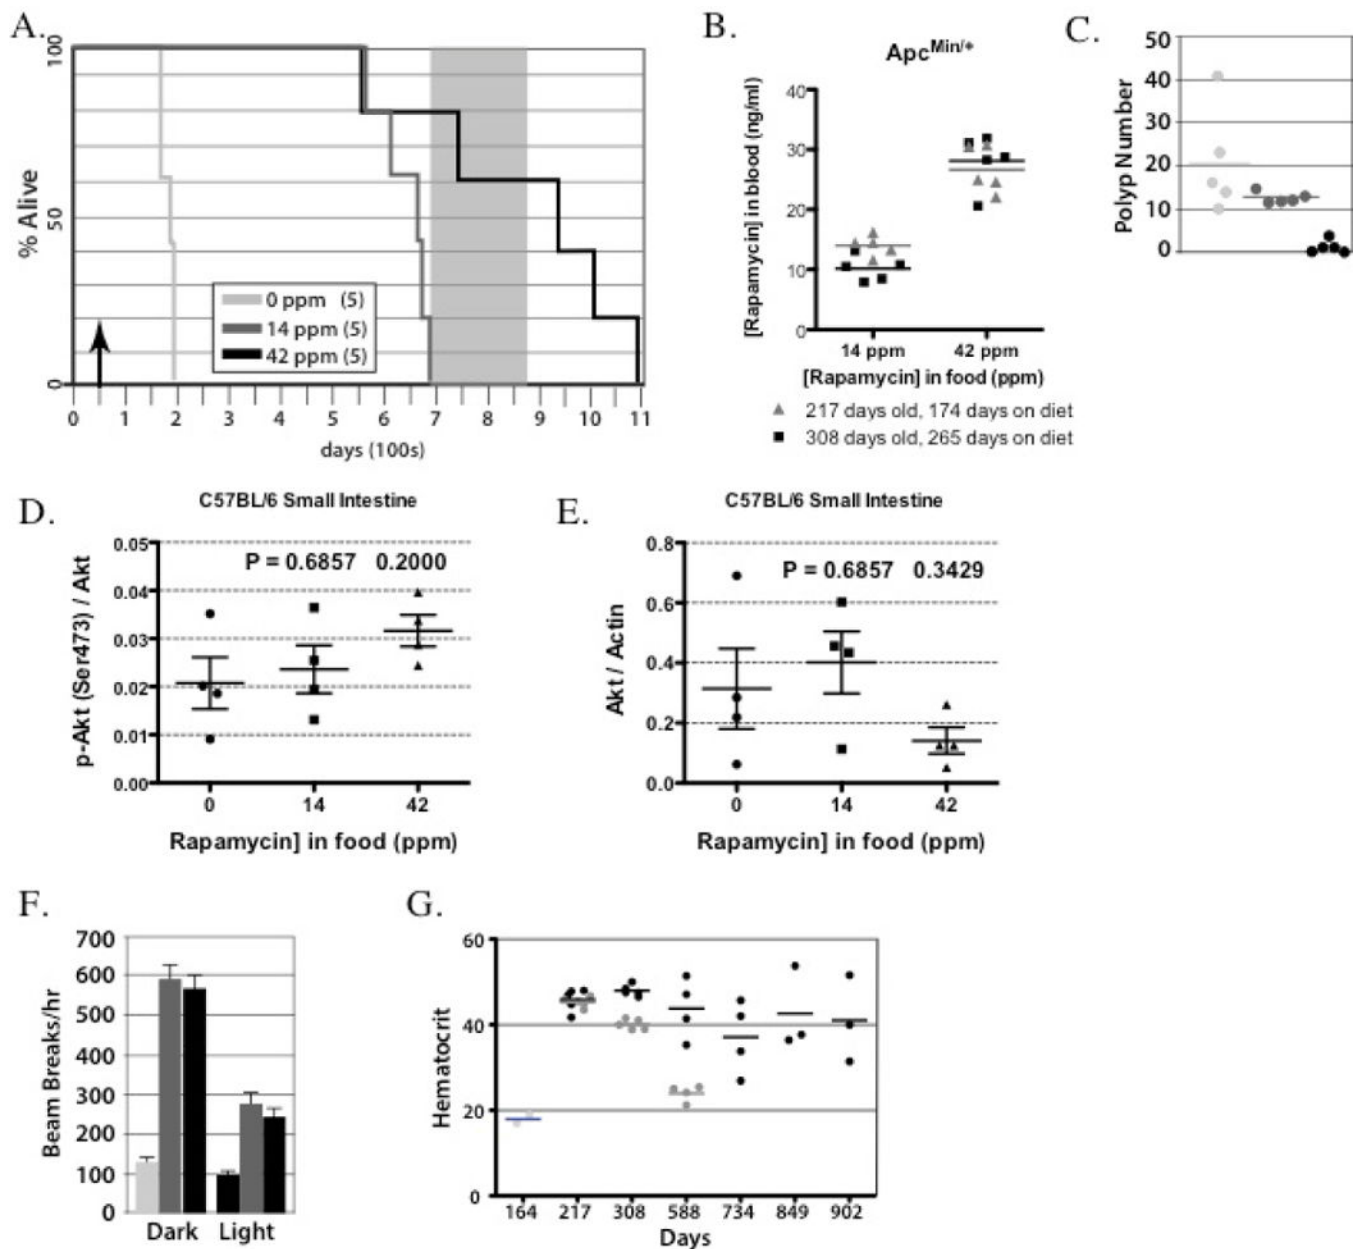 A.
% Alive
100
50
0
0 ppm (5)
14 ppm (5)
42 ppm (5)
0 1 2 3 4 5 6 7 8 9 10 11
days (100s)
B.
Apc^Min/+
[Rapamycin] in blood (ng/ml)
40
30
20
10
0
14 ppm 42 ppm
[Rapamycin] in food (ppm)
217 days old, 174 days on diet
308 days old, 265 days on diet
C.
Polyp Number
50
40
30
20
10
0
D.
C57BL/6 Small Intestine
p-Akt (Ser473) / Akt
P = 0.6857 0.2000
0.05
0.04
0.03
0.02
0.01
0.00
0 14 42
Rapamycin] in food (ppm)
E.
C57BL/6 Small Intestine
Akt / Actin
P = 0.6857 0.3429
0.8
0.6
0.4
0.2
0.0
0 14 42
Rapamycin] in food (ppm)
F.
Beam Breaks/hr
700
600
500
400
300
200
100
0
Dark Light
G.
Hematocrit
60
40
20
0
164 217 308 588 734 849 902
Days